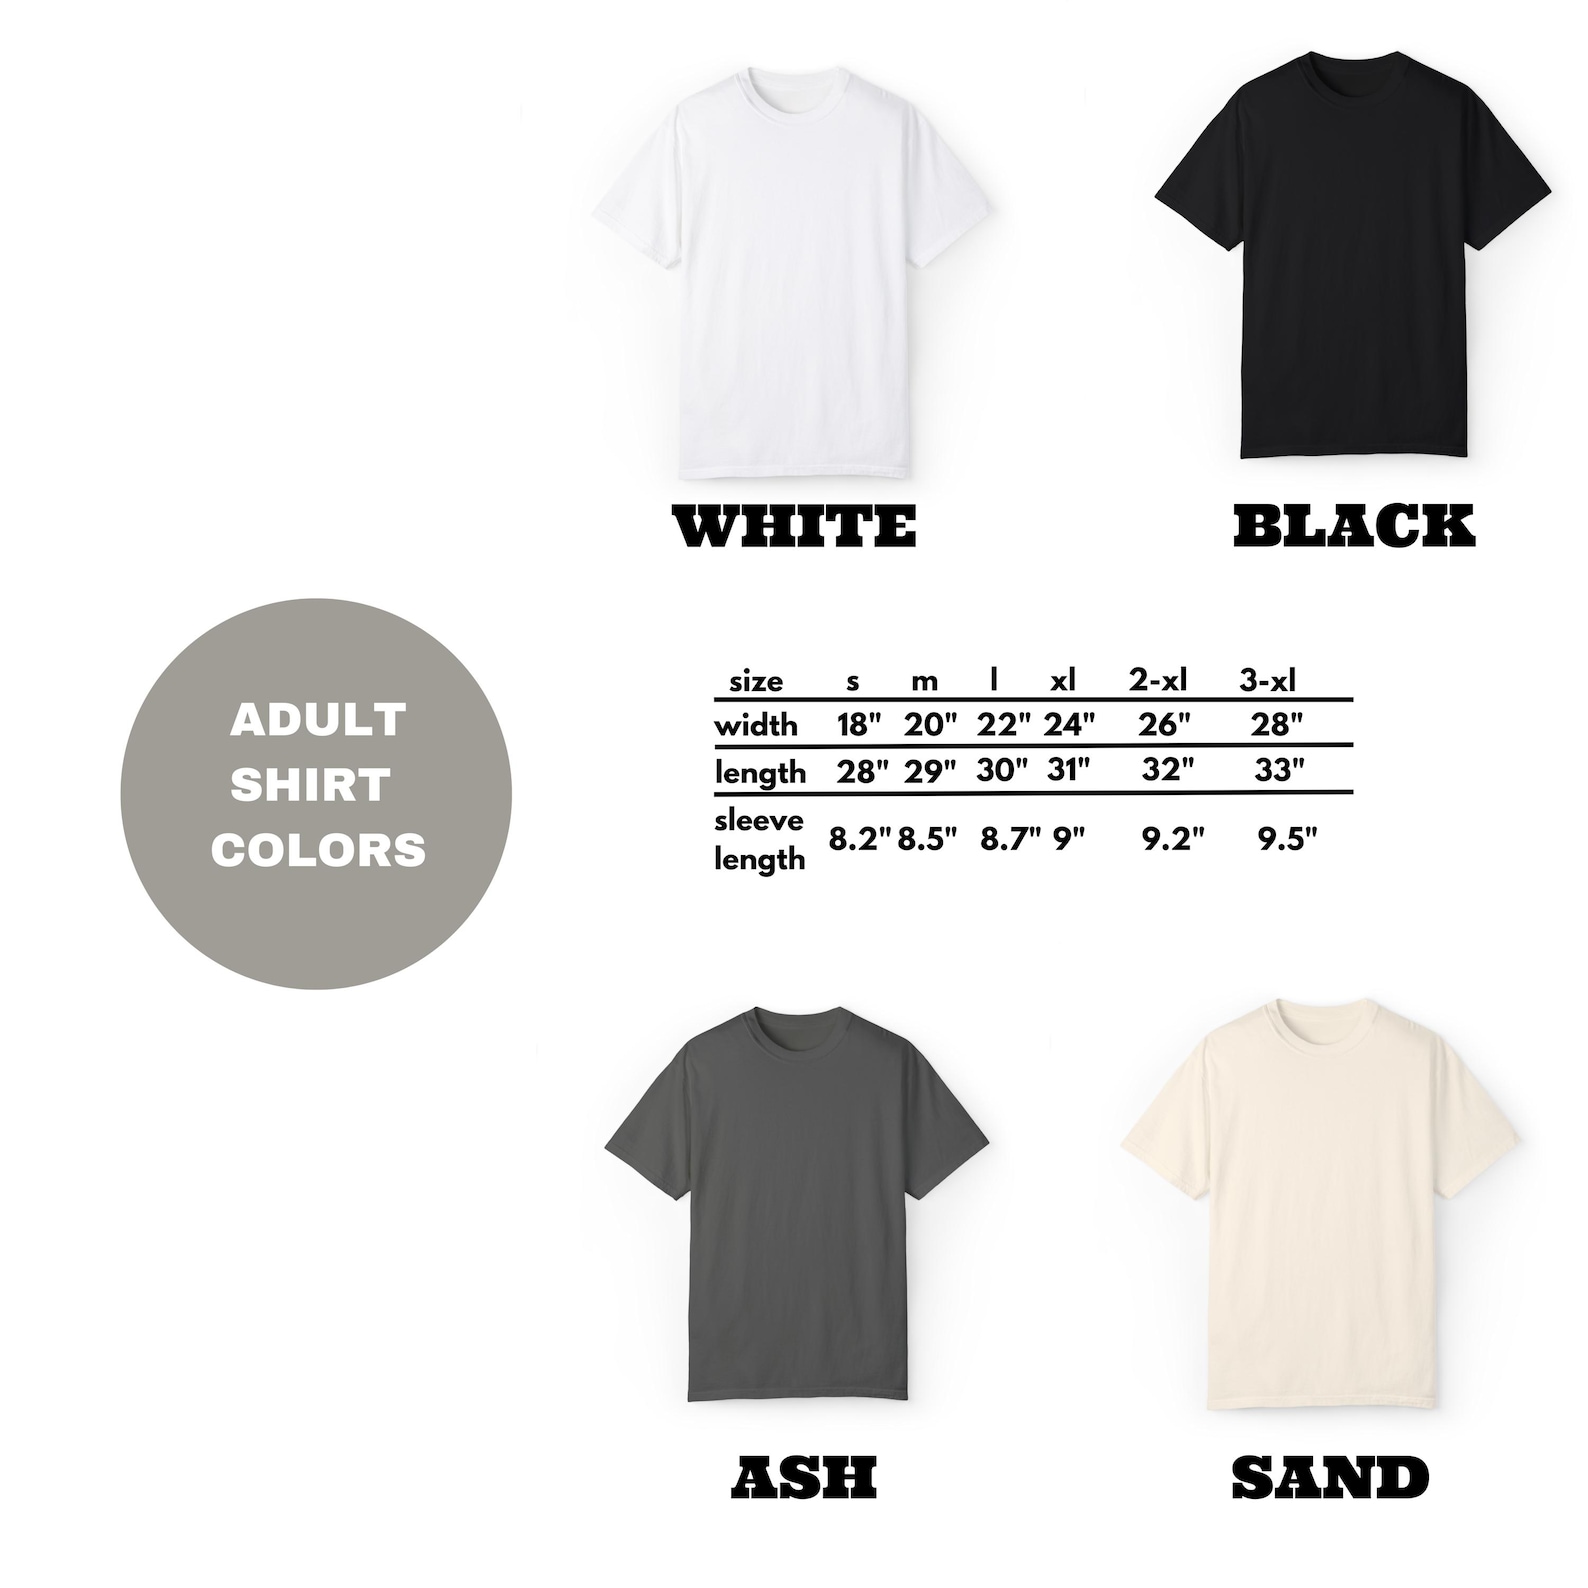 WHITE
BLACK
ADULT
SHIRT
COLORS
size s m l xl 2-xl 3-xl
width 18" 20" 22" 24" 26" 28"
length 28" 29" 30" 31" 32" 33"
sleeve
length 8.2" 8.5" 8.7" 9" 9.2" 9.5"
ASH
SAND